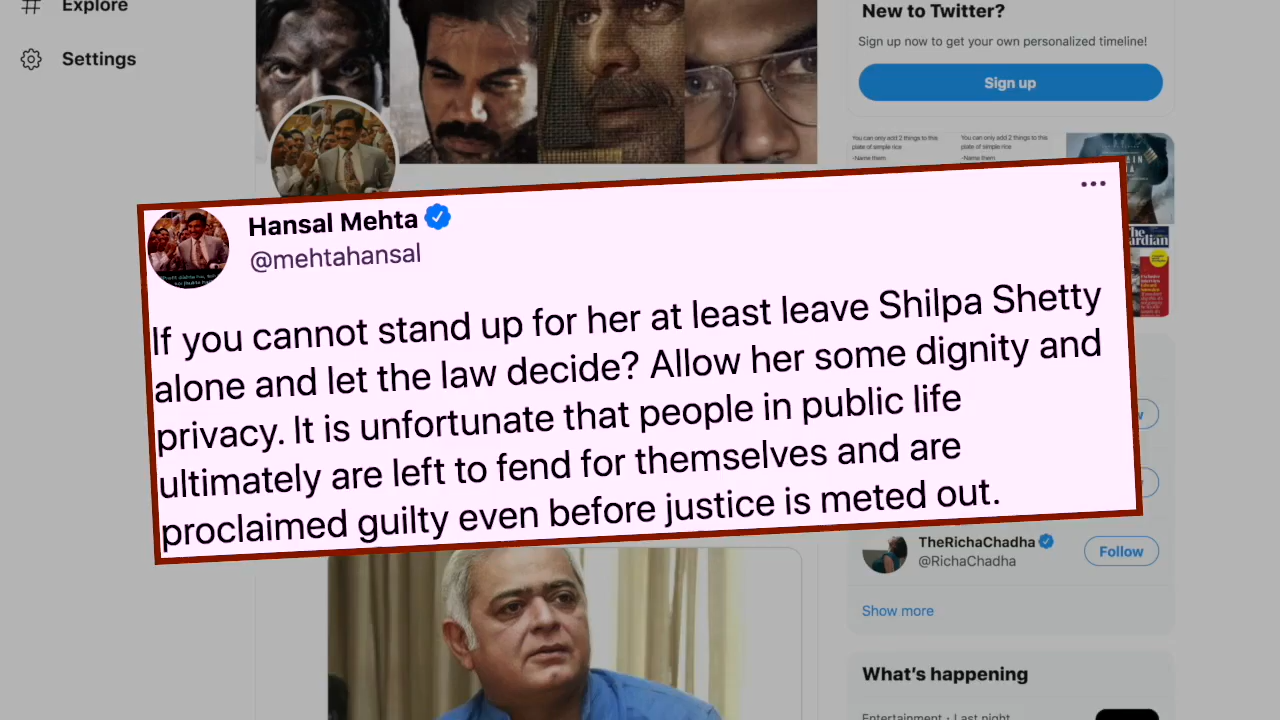 Explore
Settings
New to Twitter?
Sign up now to get your own personalized timeline!
Sign up
You can only add 2 things to this
plate of simple rice
-Name them
You can only add 2 things to this
plate of simple rice
-Name them
Hansal Mehta
@mehtahansal
If you cannot stand up for her at least leave Shilpa Shetty
alone and let the law decide? Allow her some dignity and
privacy. It is unfortunate that people in public life
ultimately are left to fend for themselves and are
proclaimed guilty even before justice is meted out.
TheRichaChadha
@RichaChadha
Follow
Show more
What's happening
Entertainment · Last night